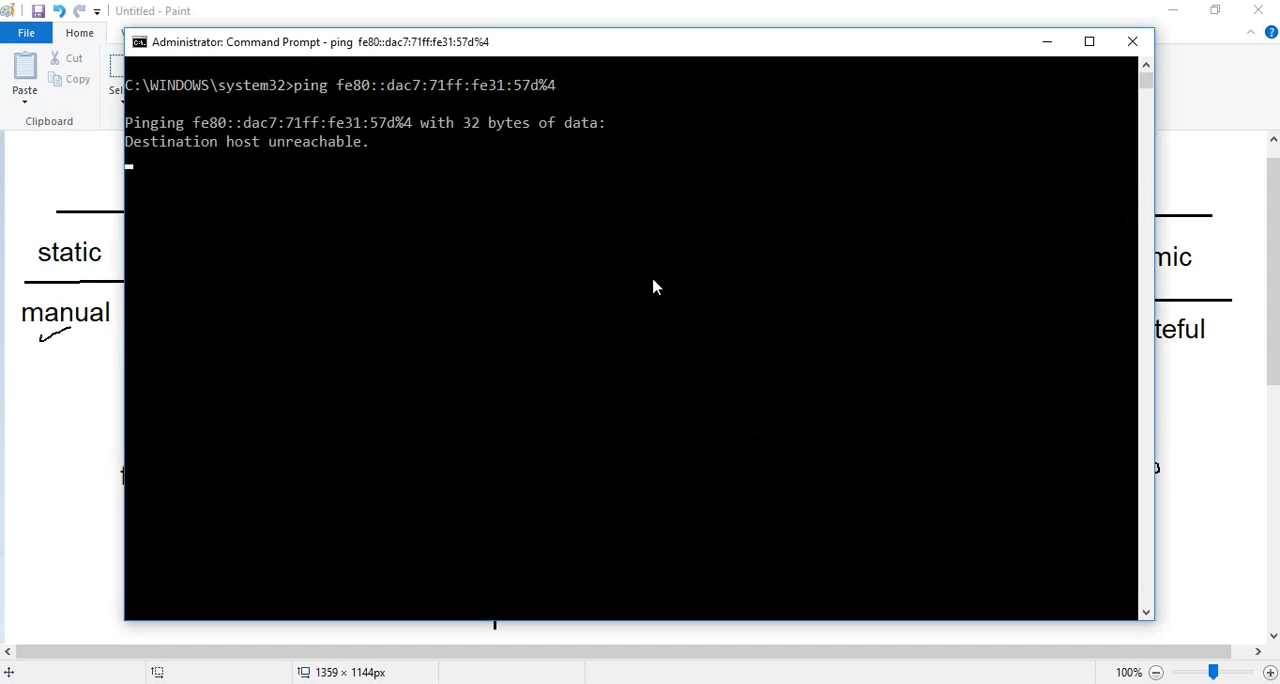 Untitled - Paint
File
Home
Cut
Copy
Paste
Sel
Clipboard
Administrator: Command Prompt - ping fe80::dac7:71ff:fe31:57d%4
C:\WINDOWS\system32>ping fe80::dac7:71ff:fe31:57d%4
Pinging fe80::dac7:71ff:fe31:57d%4 with 32 bytes of data:
Destination host unreachable.
static
mic
manual
teful
1359 × 1144px
100%